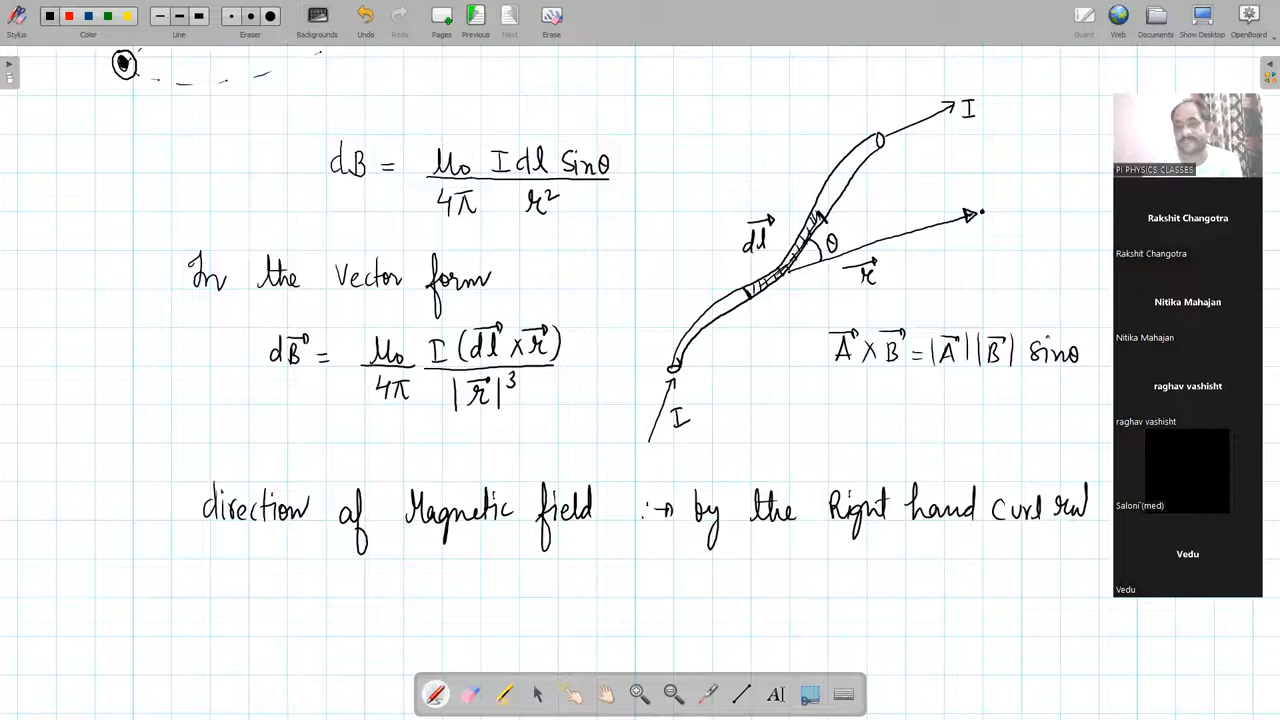 Stylus
Color
Line
Eraser
Backgrounds
Undo
Redo
Pages
Previous
Next
Erase
Board
Web
Documents
Show Desktop
OpenBoard
dB = μ₀/4π I dl Sinθ/r²
In the vector form
dB⃗ = μ₀/4π I (dl⃗ × r⃗)/|r⃗|³
I
dl⃗
θ
r⃗
I
A⃗ × B⃗ = |A⃗| |B⃗| sinθ
direction of Magnetic field :→ by the Right hand Curl
PI PHYSICS CLASSES
Rakshit Changotra
Rakshit Changotra
Nitika Mahajan
Nitika Mahajan
raghav vashisht
raghav vashisht
Saloni (med)
Vedu
Vedu